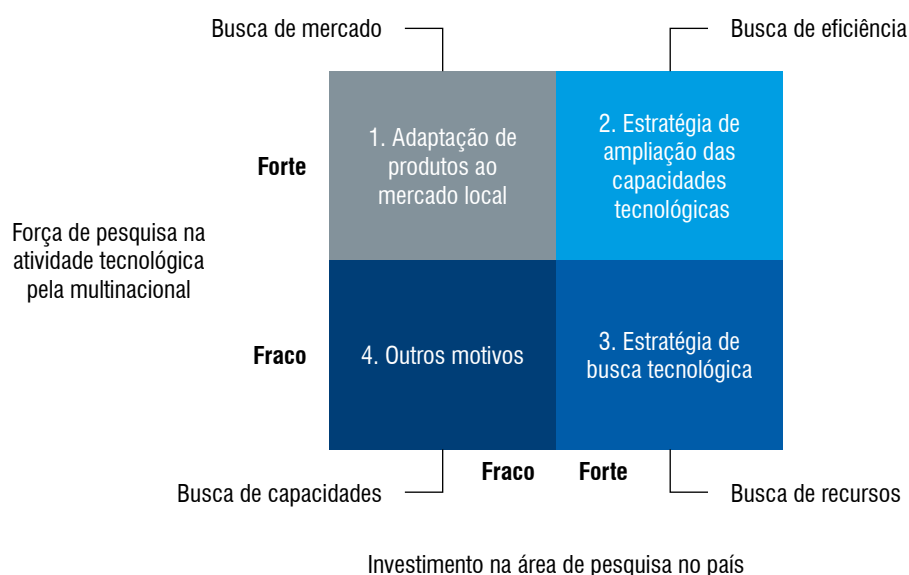 Busca de mercado
Busca de eficiência
Forte
1. Adaptação de
produtos ao
mercado local
2. Estratégia de
ampliação das
capacidades
tecnológicas
Força de pesquisa na
atividade tecnológica
pela multinacional
Fraco
4. Outros motivos
3. Estratégia de
busca tecnológica
Fraco
Forte
Busca de capacidades
Busca de recursos
Investimento na área de pesquisa no país